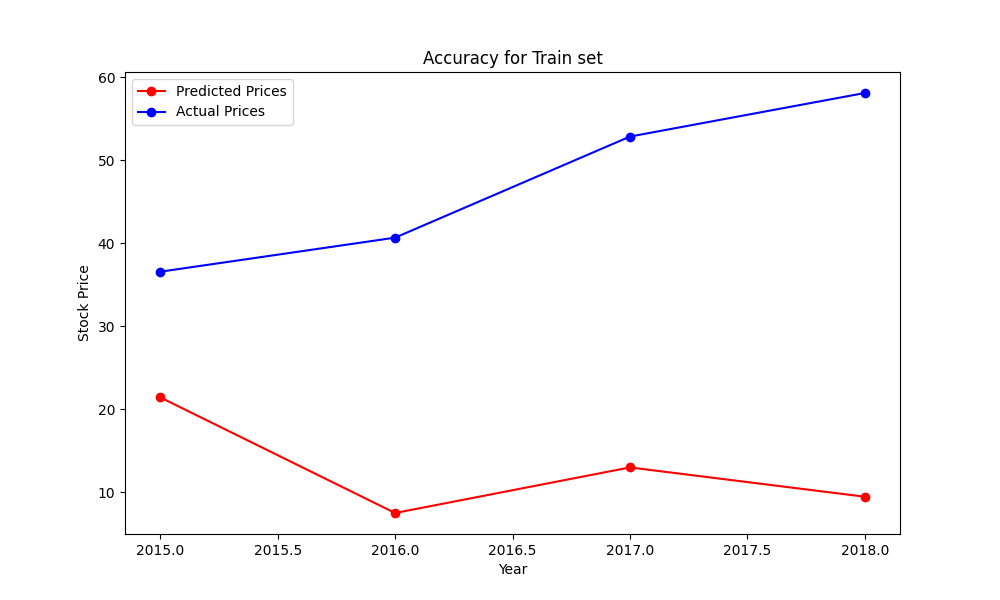 Accuracy for Train set
Predicted Prices
Actual Prices
60
50
40
30
20
10
Stock Price
2015.0 2015.5 2016.0 2016.5 2017.0 2017.5 2018.0
Year